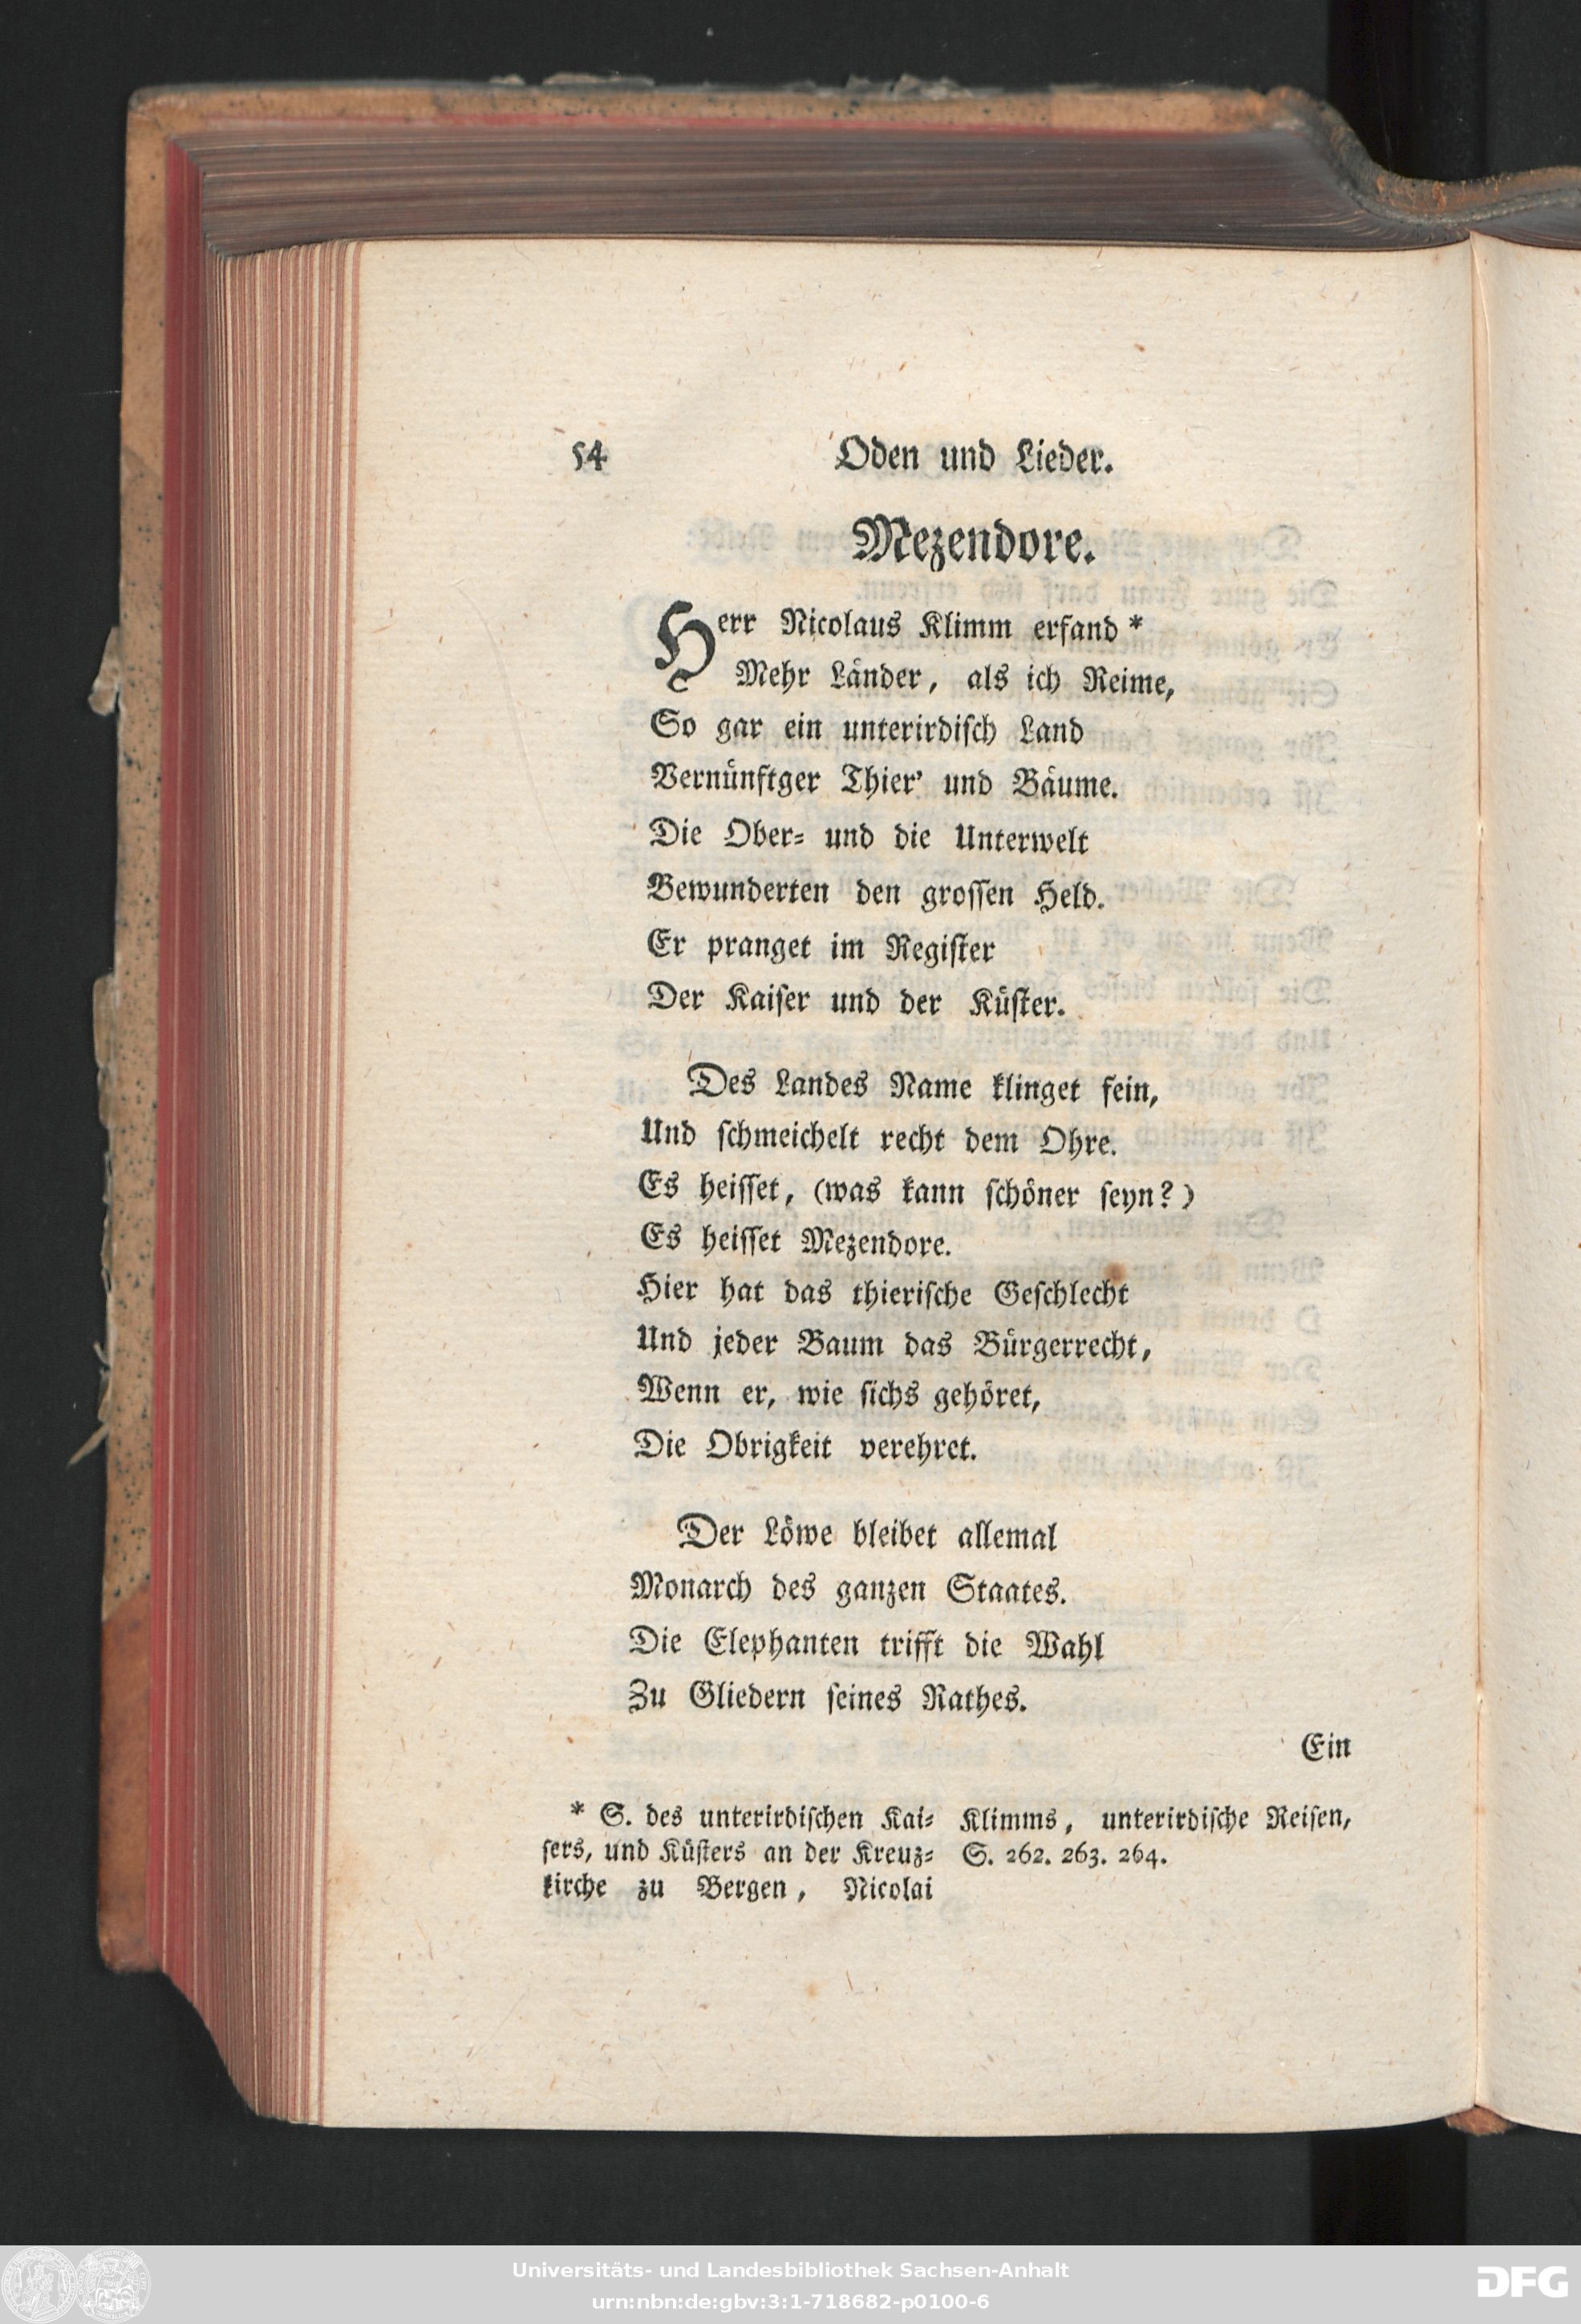 54
Oden und Lieder.
Mezendore.
Herr Nicolaus Klimm erfand *
Mehr Länder, als ich Reime,
So gar ein unterirdiſch Land
Vernünftger Thier' und Bäume.
Die Ober- und die Unterwelt
Bewunderten den groſſen Held.
Er pranget im Regiſter
Der Kaiſer und der Küſter.
Des Landes Name klinget fein,
Und ſchmeichelt recht dem Ohre.
Es heiſſet, (was kann ſchöner ſeyn?)
Es heiſſet Mezendore.
Hier hat das thieriſche Geſchlecht
Und jeder Baum das Bürgerrecht,
Wenn er, wie ſichs gehöret,
Die Obrigkeit verehret.
Der Löwe bleibet allemal
Monarch des ganzen Staates.
Die Elephanten trifft die Wahl
Zu Gliedern ſeines Rathes.
Ein
* S. des unterirdiſchen Kai-
ſers, und Küſters an der Kreuz-
kirche zu Bergen, Nicolai
Klimms, unterirdiſche Reiſen,
S. 262. 263. 264.
Universitäts- und Landesbibliothek Sachsen-Anhalt
urn:nbn:de:gbv:3:1-718682-p0100-6
DFG